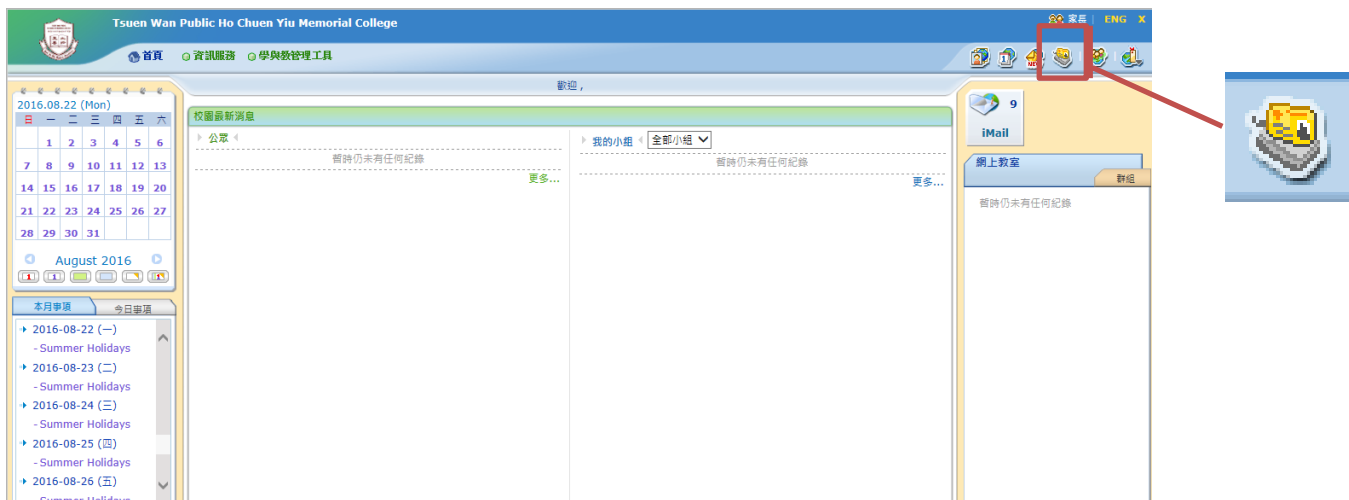 Tsuen Wan Public Ho Chuen Yiu Memorial College
家長 | ENG X
首頁 資訊服務 學與教管理工具
1 NEW
歡迎 ,
2016.08.22 (Mon)
日 一 二 三 四 五 六
1 2 3 4 5 6
7 8 9 10 11 12 13
14 15 16 17 18 19 20
21 22 23 24 25 26 27
28 29 30 31
August 2016
1 1 1
本月事項 今日事項
2016-08-22 (一)
- Summer Holidays
2016-08-23 (二)
- Summer Holidays
2016-08-24 (三)
- Summer Holidays
2016-08-25 (四)
- Summer Holidays
2016-08-26 (五)
- Summer Holidays
校園最新消息
公眾
暫時仍未有任何紀錄
更多...
我的小組 全部小組
暫時仍未有任何紀錄
更多...
9
iMail
網上教室
群組
暫時仍未有任何紀錄